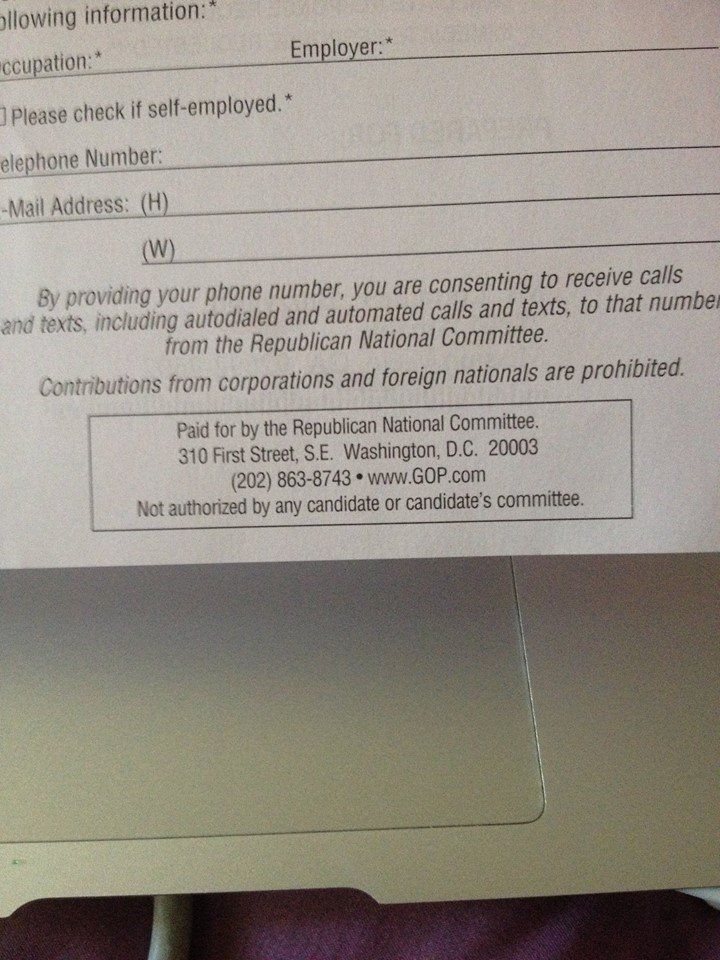 ollowing information:*
ccupation:* Employer:*
Please check if self-employed.*
elephone Number:
-Mail Address: (H)
(W)
By providing your phone number, you are consenting to receive calls
and texts, including autodialed and automated calls and texts, to that number
from the Republican National Committee.
Contributions from corporations and foreign nationals are prohibited.
Paid for by the Republican National Committee.
310 First Street, S.E. Washington, D.C. 20003
(202) 863-8743 • www.GOP.com
Not authorized by any candidate or candidate's committee.